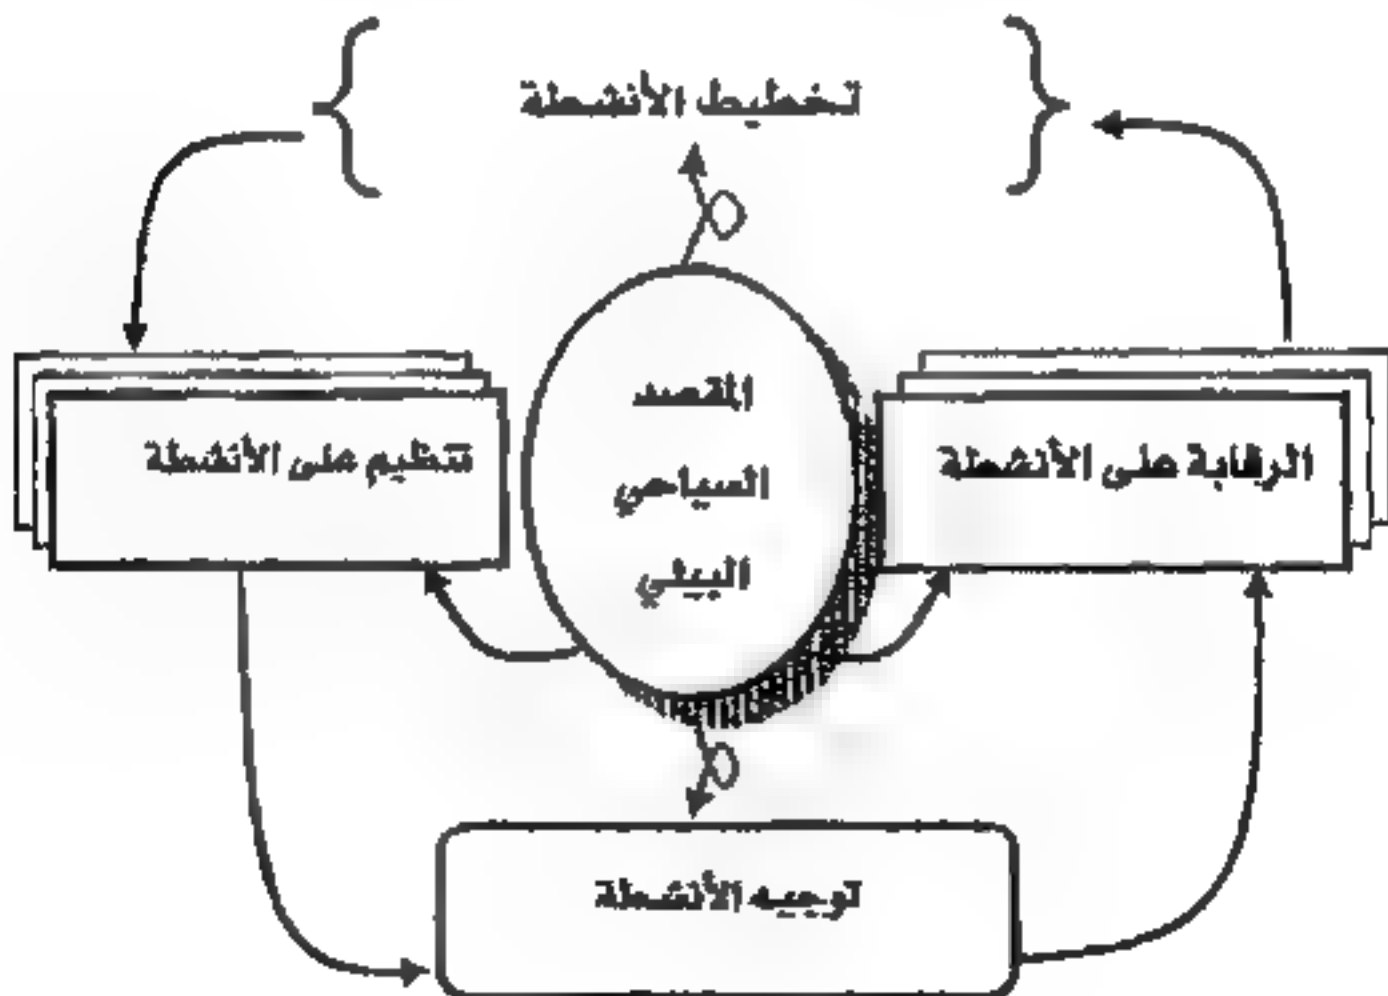 تخطيط الأنشطة
المقصد
السياحي
البيئي
الرقابة على الأنشطة
تنظيم على الأنشطة
توجيه الأنشطة